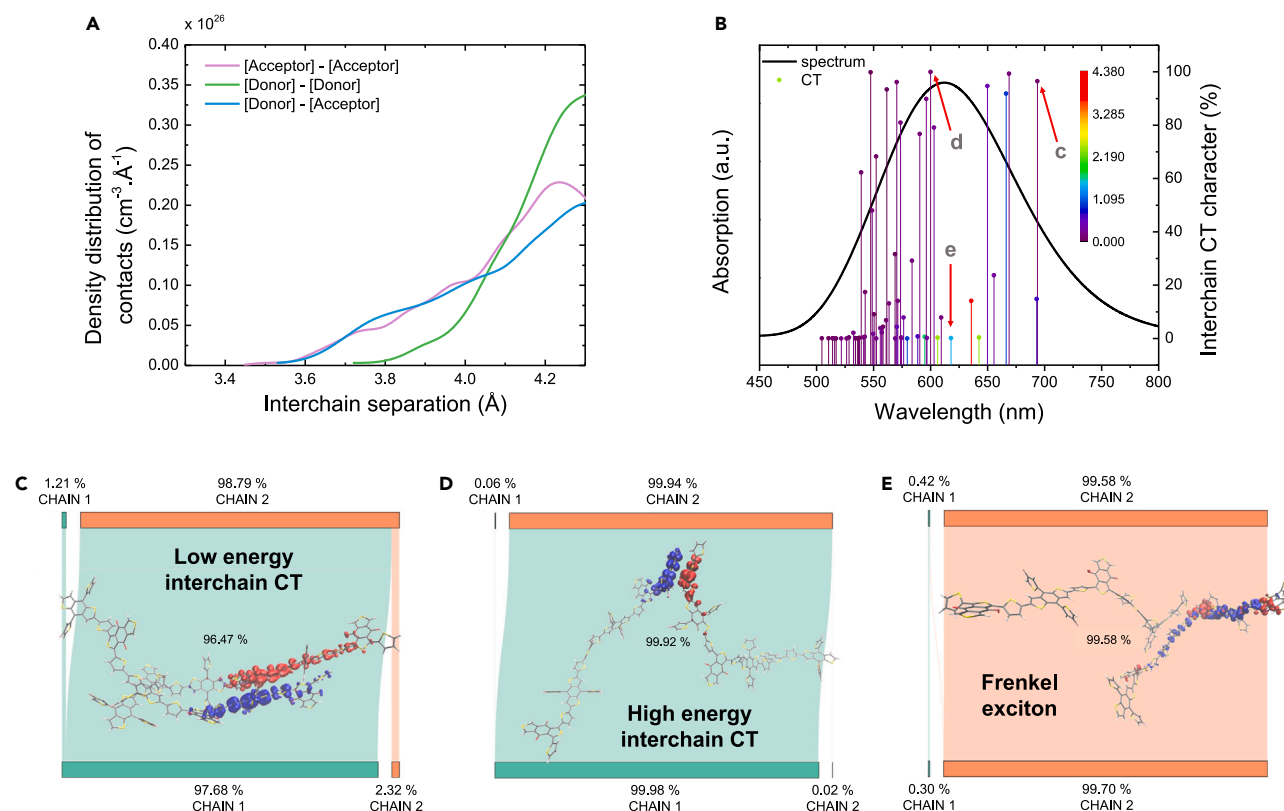 A
× 10²⁶
0.40
0.35
0.30
0.25
0.20
0.15
0.10
0.05
0.00
Density distribution of
contacts (cm⁻³.Å⁻¹)
[Acceptor] - [Acceptor]
[Donor] - [Donor]
[Donor] - [Acceptor]
3.4 3.6 3.8 4.0 4.2
Interchain separation (Å)
B
Absorption (a.u.)
spectrum
CT
d
c
e
4.380
3.285
2.190
1.095
0.000
100
80
60
40
20
0
Interchain CT character (%)
450 500 550 600 650 700 750 800
Wavelength (nm)
C
1.21 %
CHAIN 1
98.79 %
CHAIN 2
Low energy
interchain CT
96.47 %
97.68 %
CHAIN 1
2.32 %
CHAIN 2
D
0.06 %
CHAIN 1
99.94 %
CHAIN 2
99.92 %
High energy
interchain CT
99.98 %
CHAIN 1
0.02 %
CHAIN 2
E
0.42 %
CHAIN 1
99.58 %
CHAIN 2
99.58 %
Frenkel
exciton
0.30 %
CHAIN 1
99.70 %
CHAIN 2